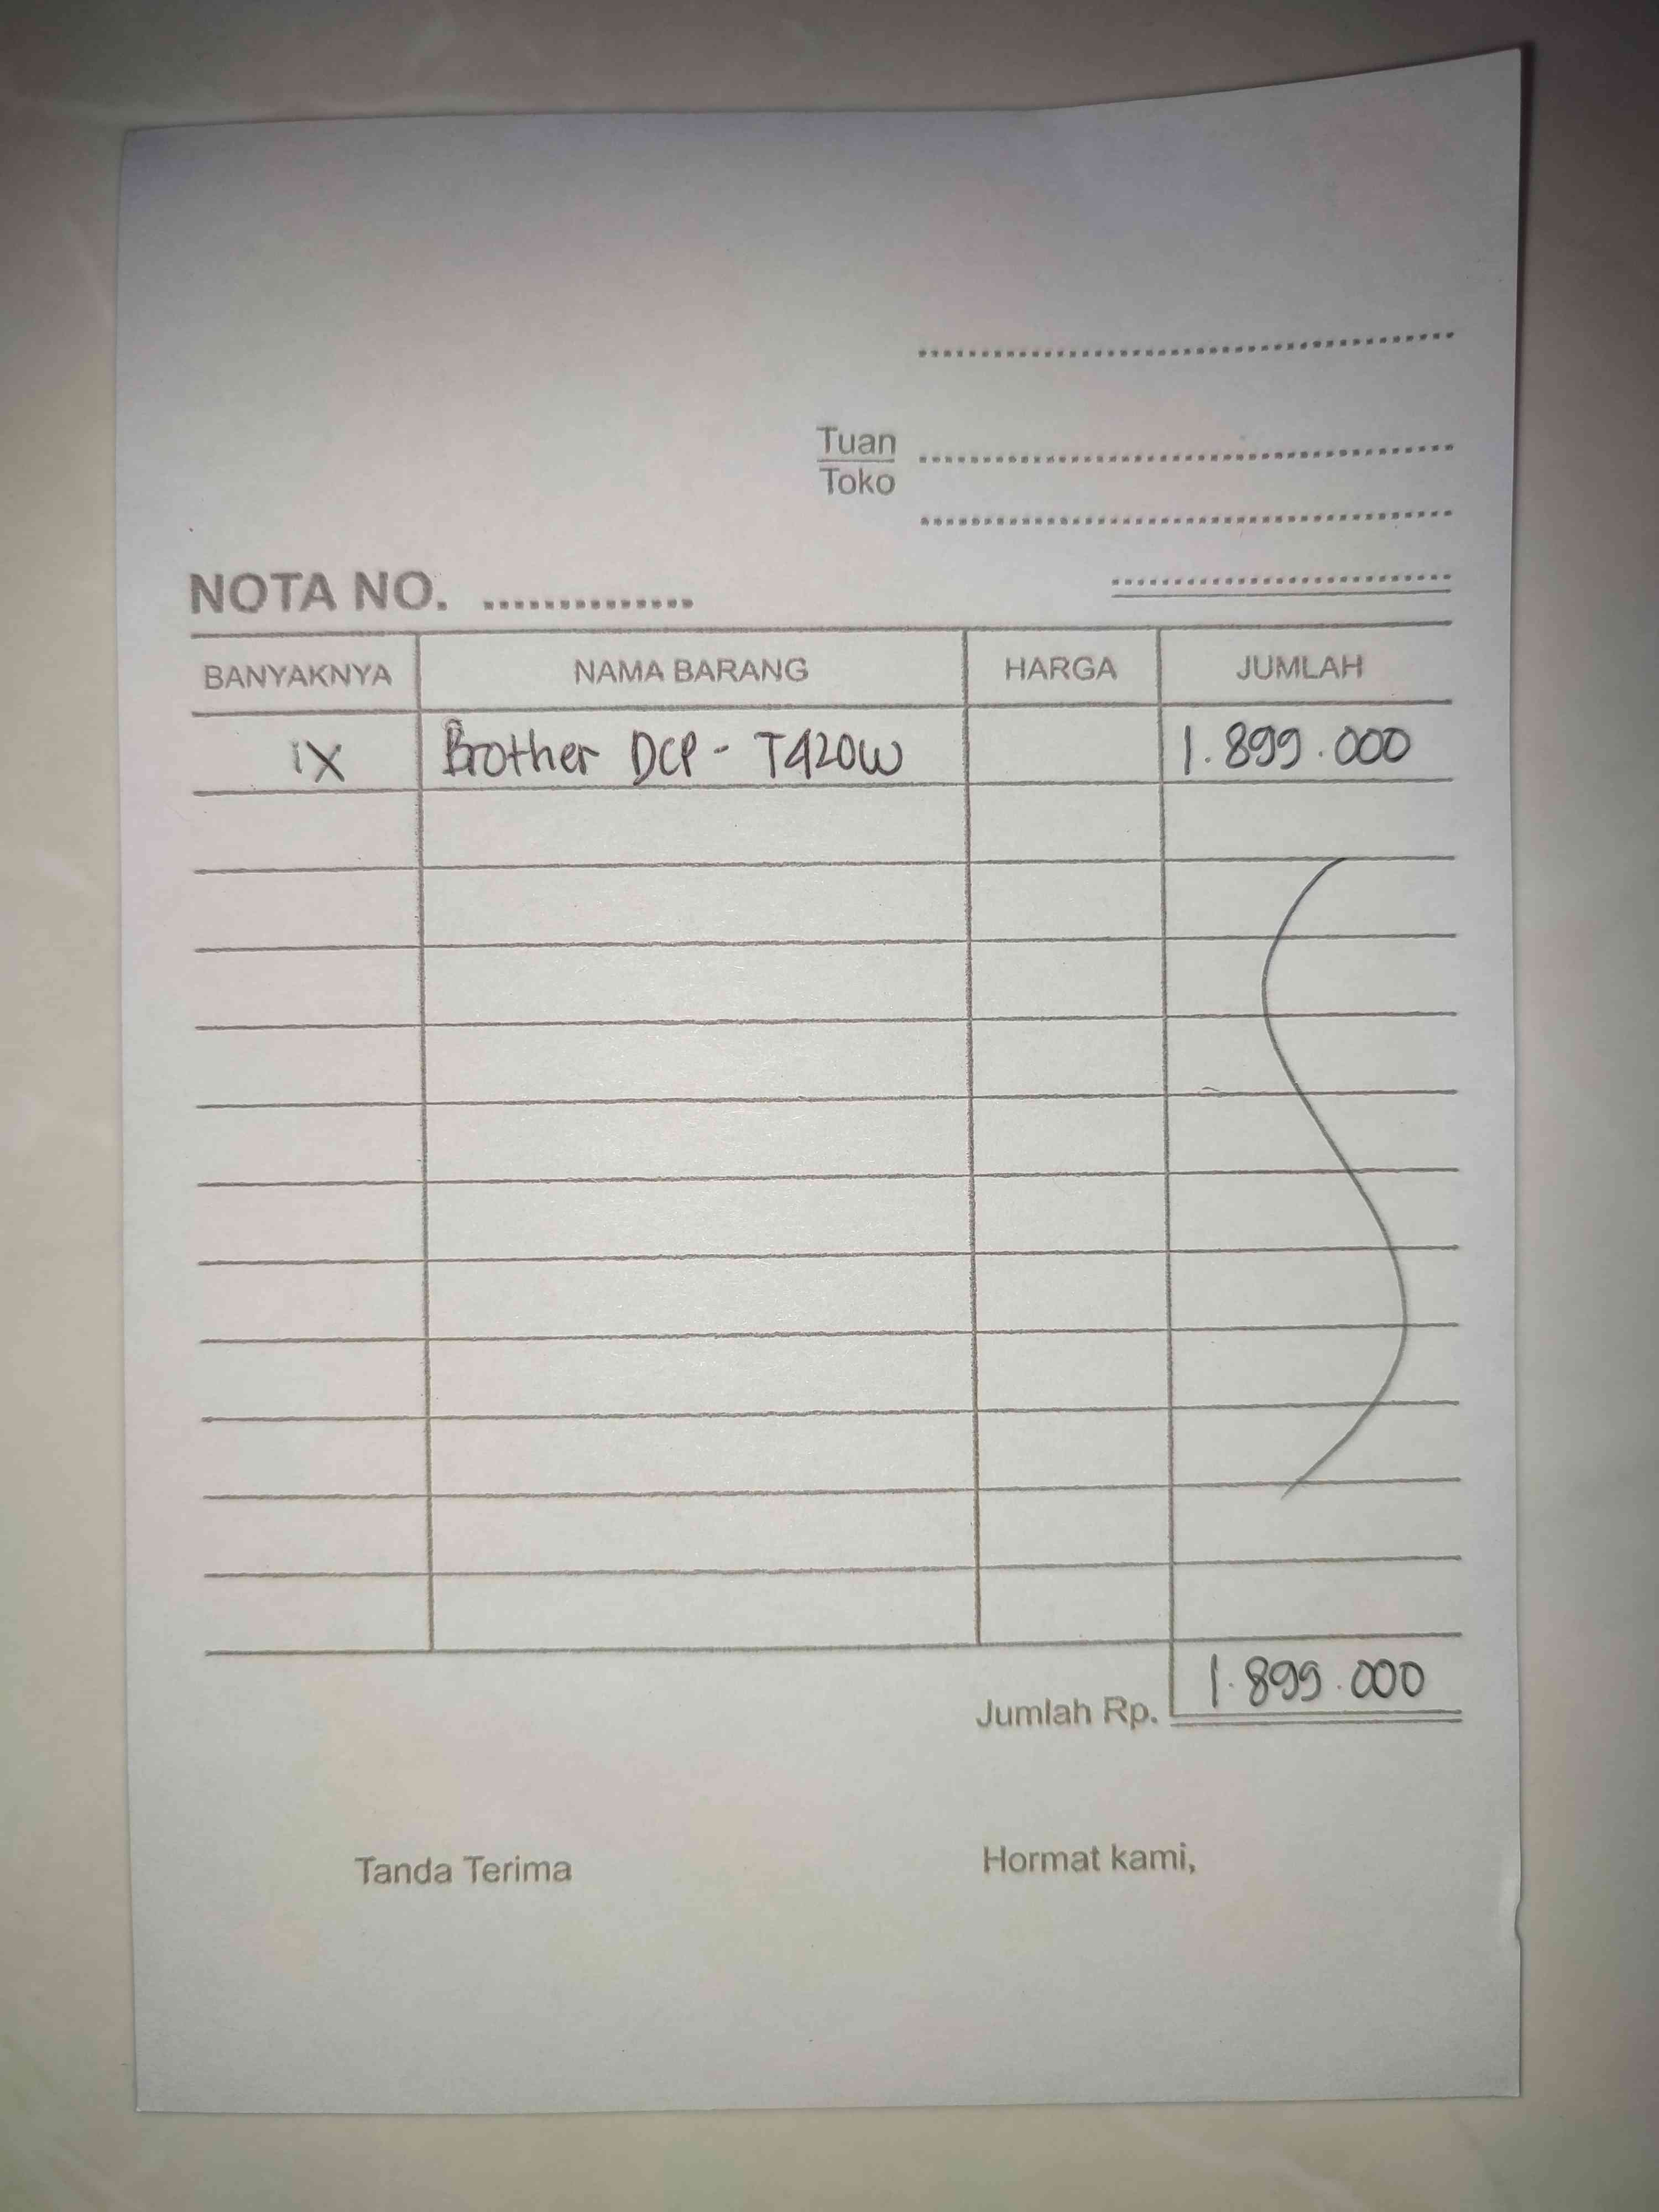 Tuan
Toko
NOTA NO. ..............
BANYAKNYA NAMA BARANG HARGA JUMLAH
1X Brother DCP - T420W 1.899.000
Jumlah Rp. 1.899.000
Tanda Terima Hormat kami,